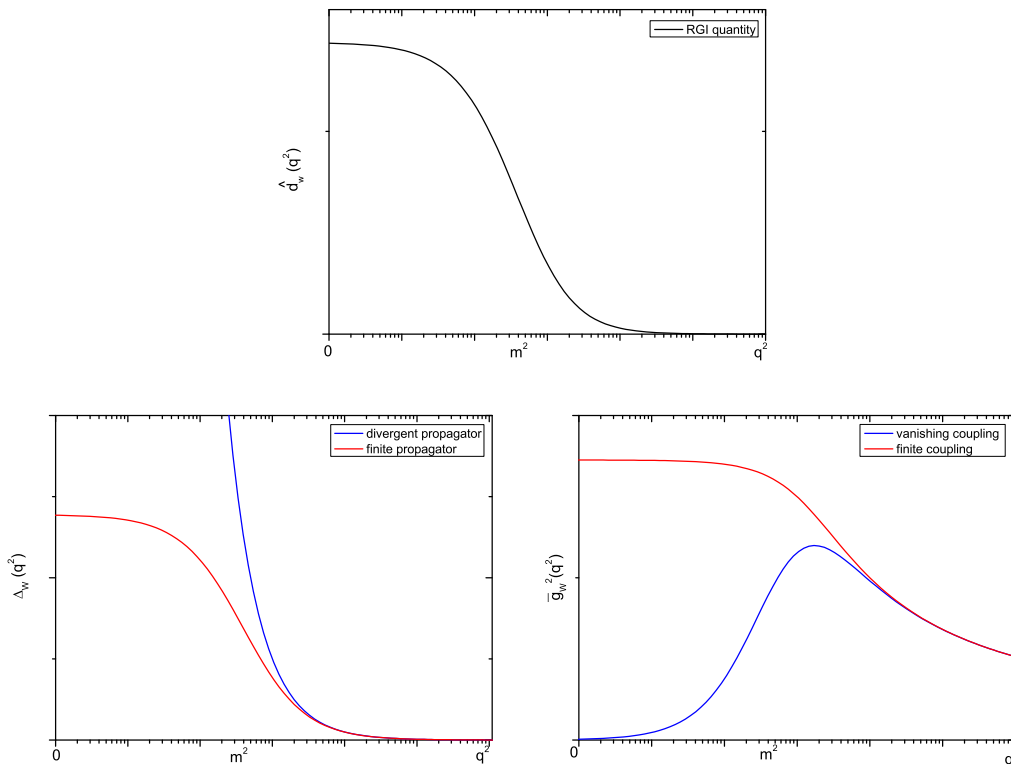 RGI quantity
d̂w (q²)
0
m²
q²
divergent propagator
finite propagator
Δw (q²)
0
m²
q²
vanishing coupling
finite coupling
g̅w²(q²)
0
m²